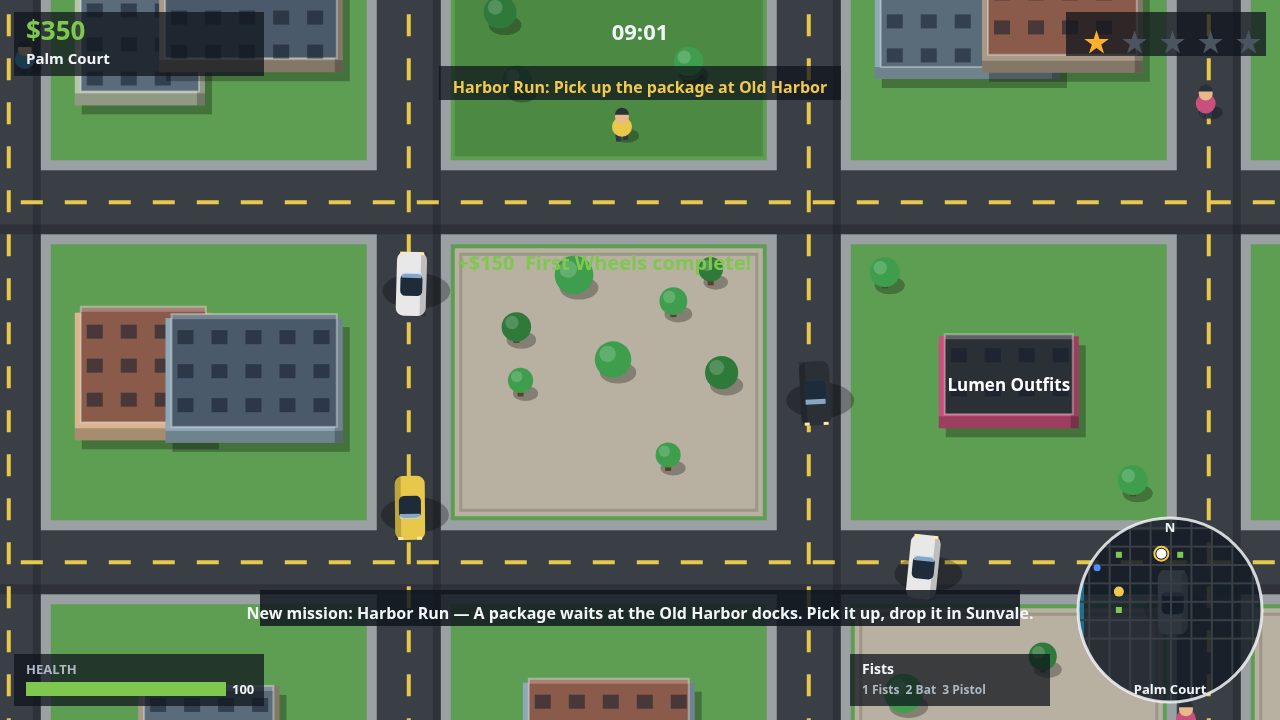 $350
Palm Court
09:01
Harbor Run: Pick up the package at Old Harbor
+$150 First Wheels complete!
Lumen Outfits
N
New mission: Harbor Run — A package waits at the Old Harbor docks. Pick it up, drop it in Sunvale.
HEALTH
100
Fists
1 Fists 2 Bat 3 Pistol
Palm Court